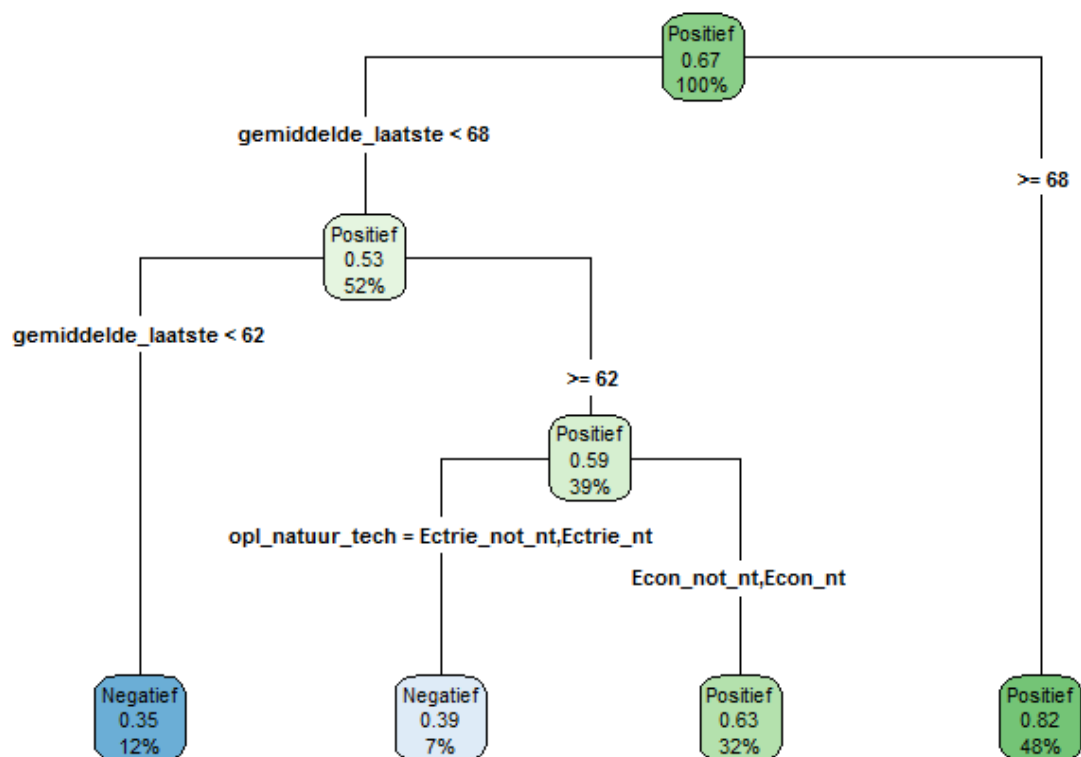 Positief
0.67
100%
gemiddelde_laatste < 68
>= 68
Positief
0.53
52%
gemiddelde_laatste < 62
>= 62
Positief
0.59
39%
opl_natuur_tech = Ectrie_not_nt,Ectrie_nt
Econ_not_nt,Econ_nt
Negatief
0.35
12%
Negatief
0.39
7%
Positief
0.63
32%
Positief
0.82
48%